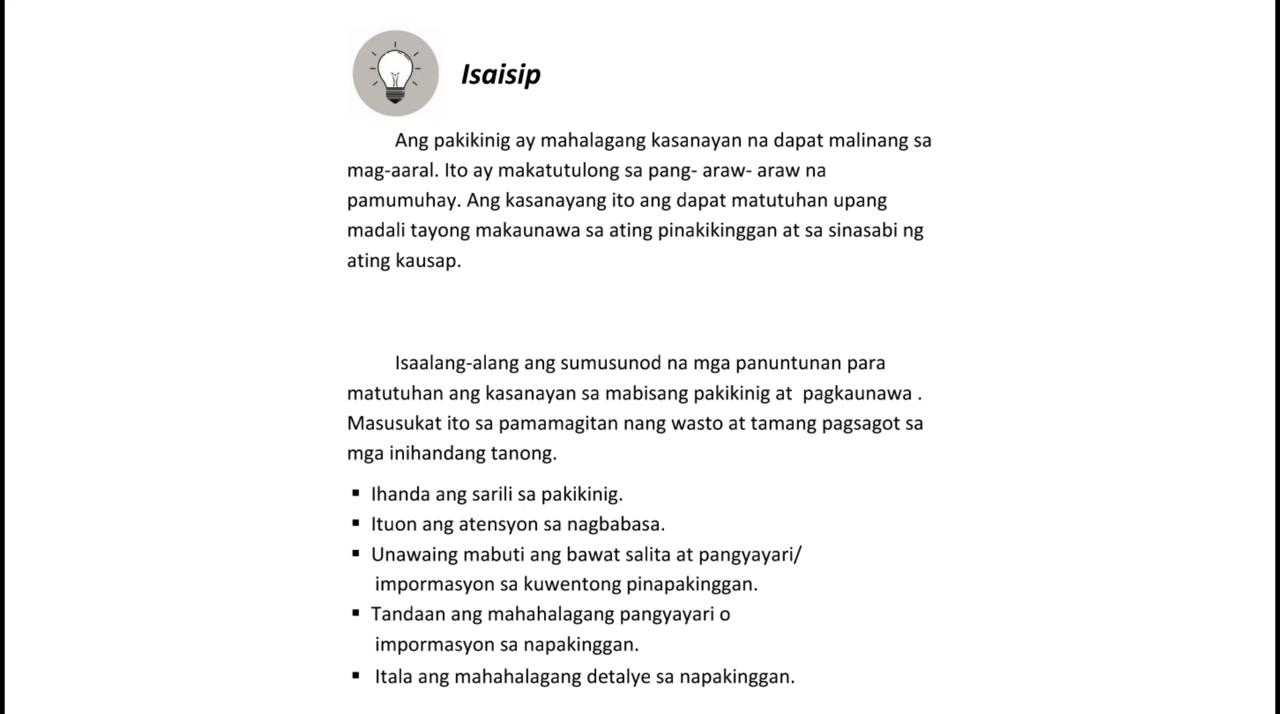 Isaisip
Ang pakikinig ay mahalagang kasanayan na dapat malinang sa
mag-aaral. Ito ay makatutulong sa pang- araw- araw na
pamumuhay. Ang kasanayang ito ang dapat matutuhan upang
madali tayong makaunawa sa ating pinakikinggan at sa sinasabi ng
ating kausap.
Isaalang-alang ang sumusunod na mga panuntunan para
matutuhan ang kasanayan sa mabisang pakikinig at  pagkaunawa .
Masusukat ito sa pamamagitan nang wasto at tamang pagsagot sa
mga inihandang tanong.
▪ Ihanda ang sarili sa pakikinig.
▪ Ituon ang atensyon sa nagbabasa.
▪ Unawaing mabuti ang bawat salita at pangyayari/
impormasyon sa kuwentong pinapakinggan.
▪ Tandaan ang mahahalagang pangyayari o
impormasyon sa napakinggan.
▪ Itala ang mahahalagang detalye sa napakinggan.